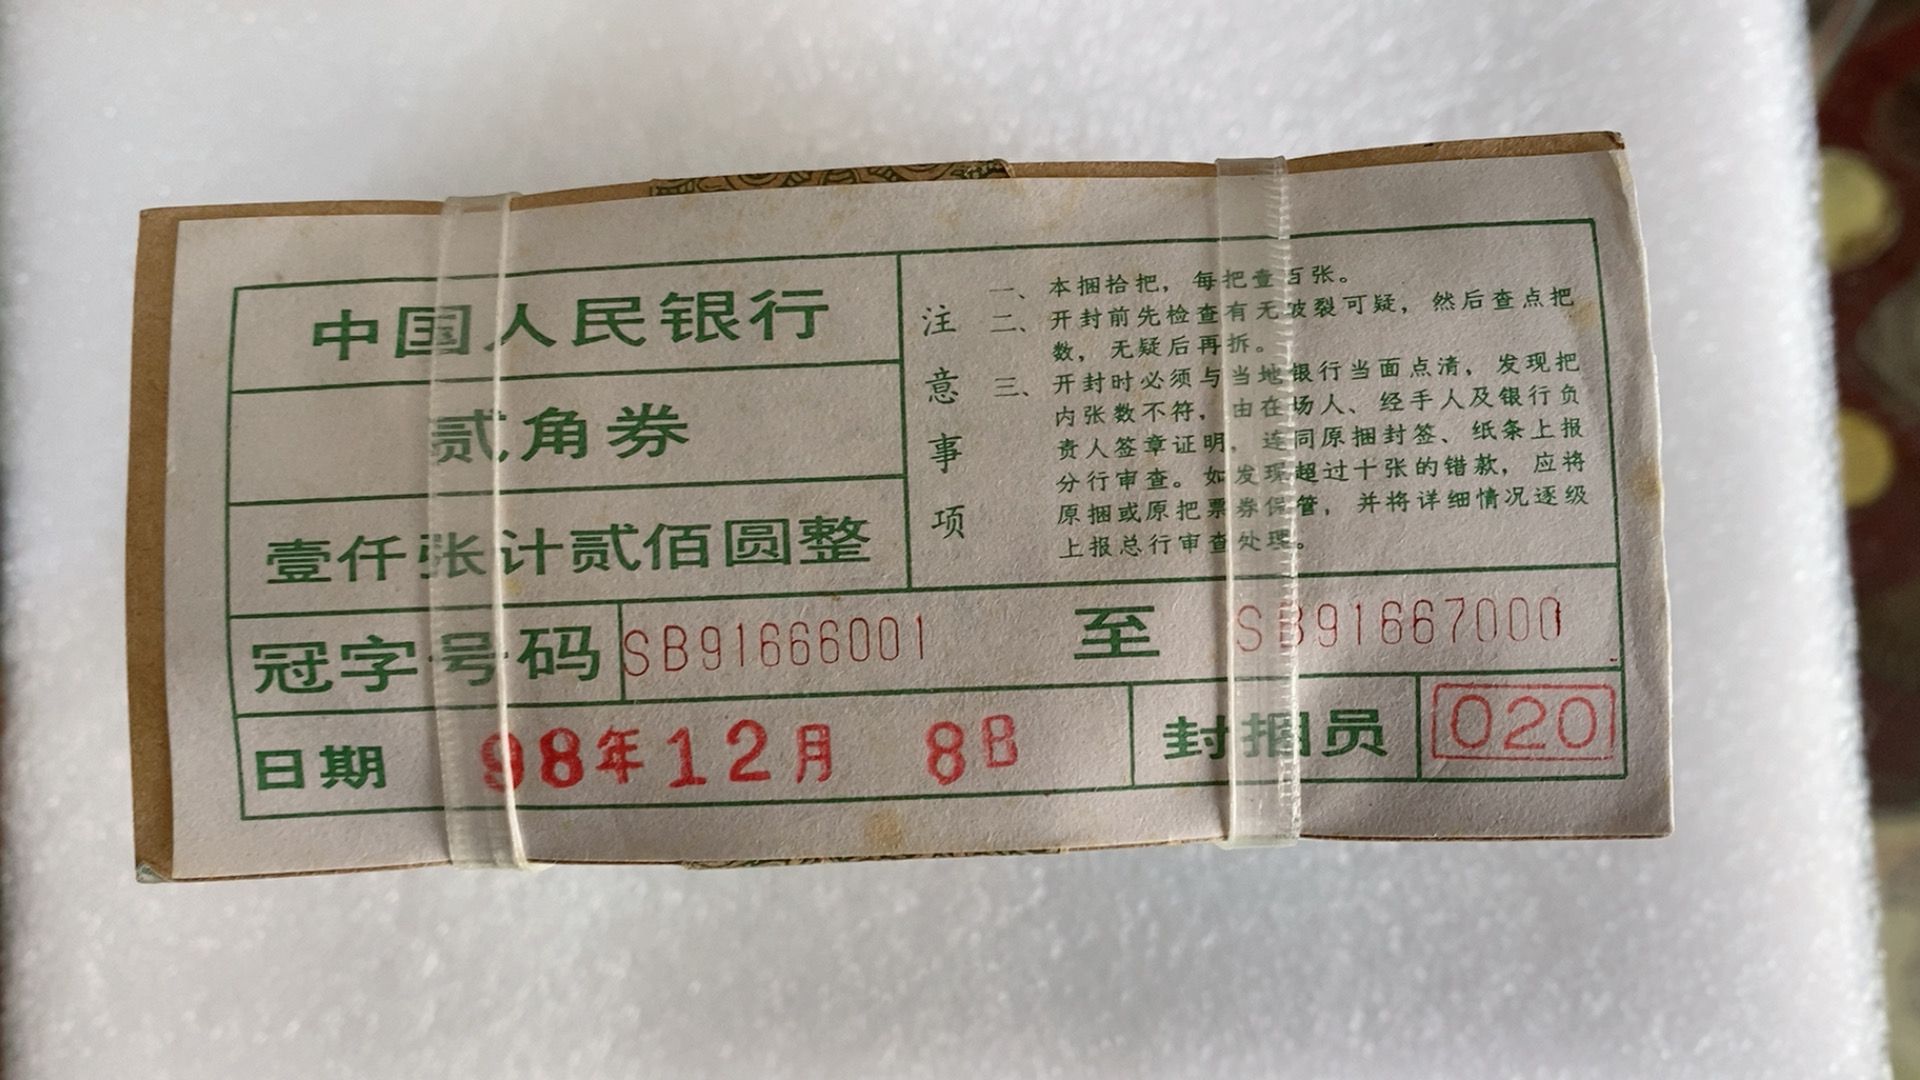 中国人民银行
贰角券
壹仟张计贰佰圆整
注意事项
一、本捆拾把，每把壹百张。
二、开封前先检查有无破裂可疑，然后查点把
数，无疑后再拆。
三、开封时必须与当地银行当面点清，发现把
内张数不符，由在场人、经手人及银行负
责人签章证明，连同原捆封签、纸条上报
分行审查。如发现超过十张的错款，应将
原捆或原把票券保管，并将详细情况逐级
上报总行审查处理。
冠字号码 SB91666001 至 SB91667000
日期 98年12月 8日 封捆员 020